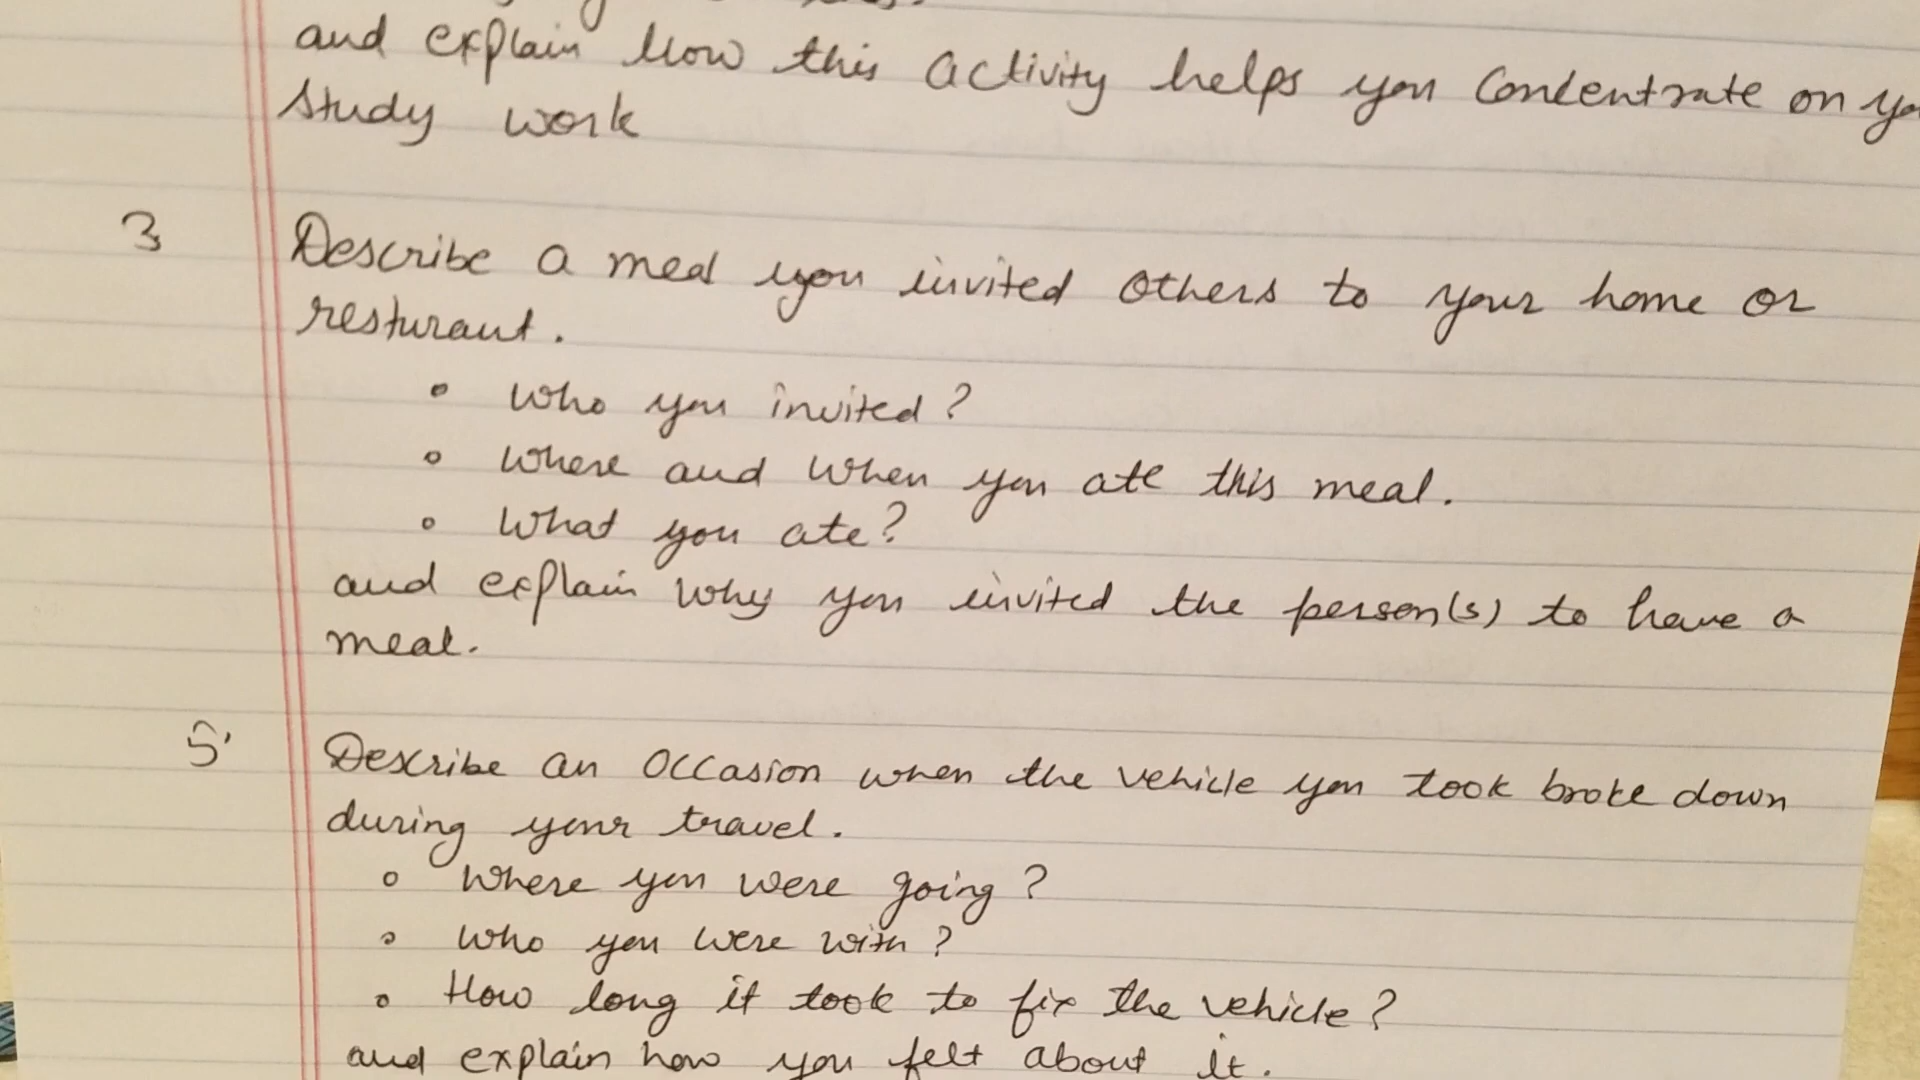 and explain How this activity helps you Concentrate on
study work
3 Describe a meal you invited others to your home or
resturant.
• Who you invited?
• Where and When you ate this meal.
• What you ate?
and explain why you invited the person(s) to have a
meal.
5. Describe an Occasion when the vehicle you took broke down
during your travel.
• Where you were going?
• Who you were with?
• How long it took to fix the vehicle?
and explain how you felt about it.